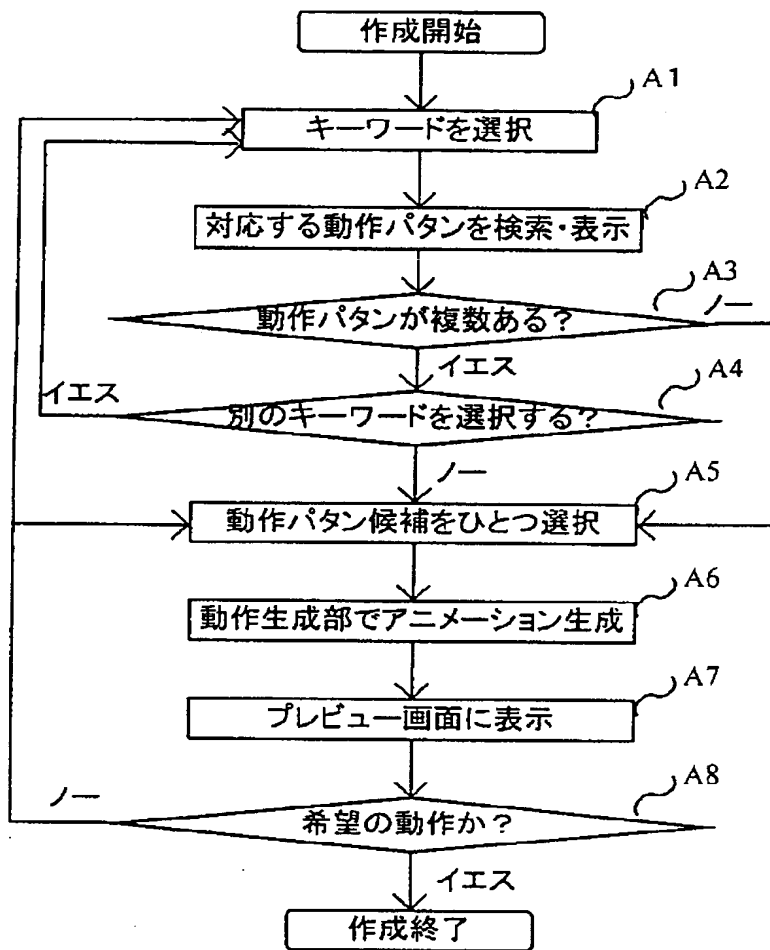 作成開始
A1
キーワードを選択
A2
対応する動作パタンを検索・表示
A3
動作パタンが複数ある？
ノー
イエス
イエス
A4
別のキーワードを選択する？
ノー
A5
動作パタン候補をひとつ選択
A6
動作生成部でアニメーション生成
A7
プレビュー画面に表示
A8
ノー
希望の動作か？
イエス
作成終了